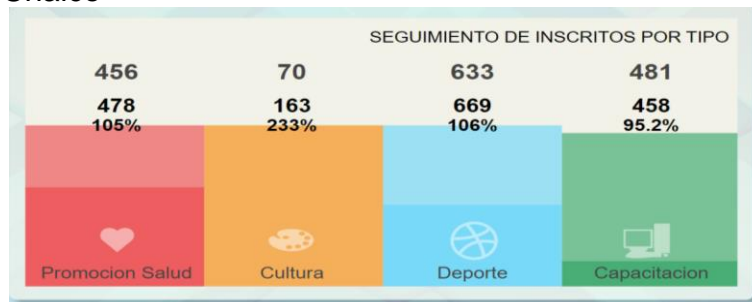 SEGUIMIENTO DE INSCRITOS POR TIPO
456 70 633 481
478 163 669 458
105% 233% 106% 95.2%
Promocion Salud Cultura Deporte Capacitacion